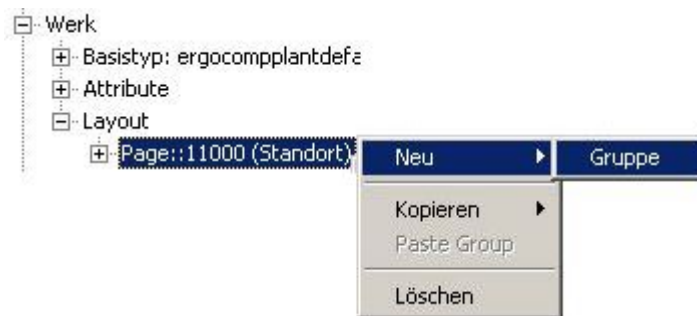 Werk
Basistyp: ergocompplantdefa
Attribute
Layout
Page::11000 (Standort)
Neu
Gruppe
Kopieren
Paste Group
Löschen